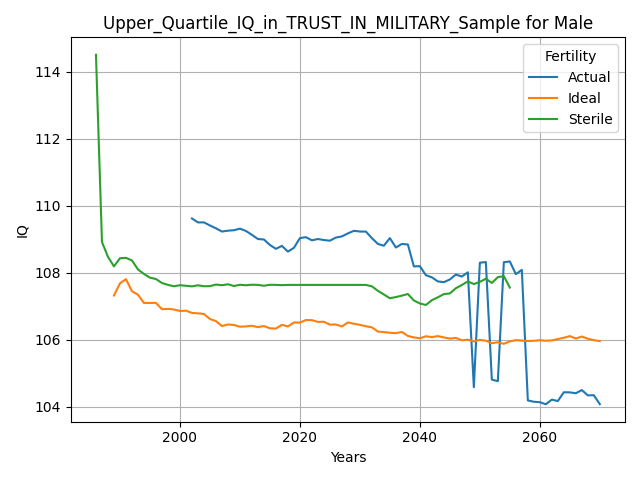 Upper_Quartile_IQ_in_TRUST_IN_MILITARY_Sample for Male
Fertility
Actual
Ideal
Sterile
114
112
110
108
106
104
IQ
2000
2020
2040
2060
Years